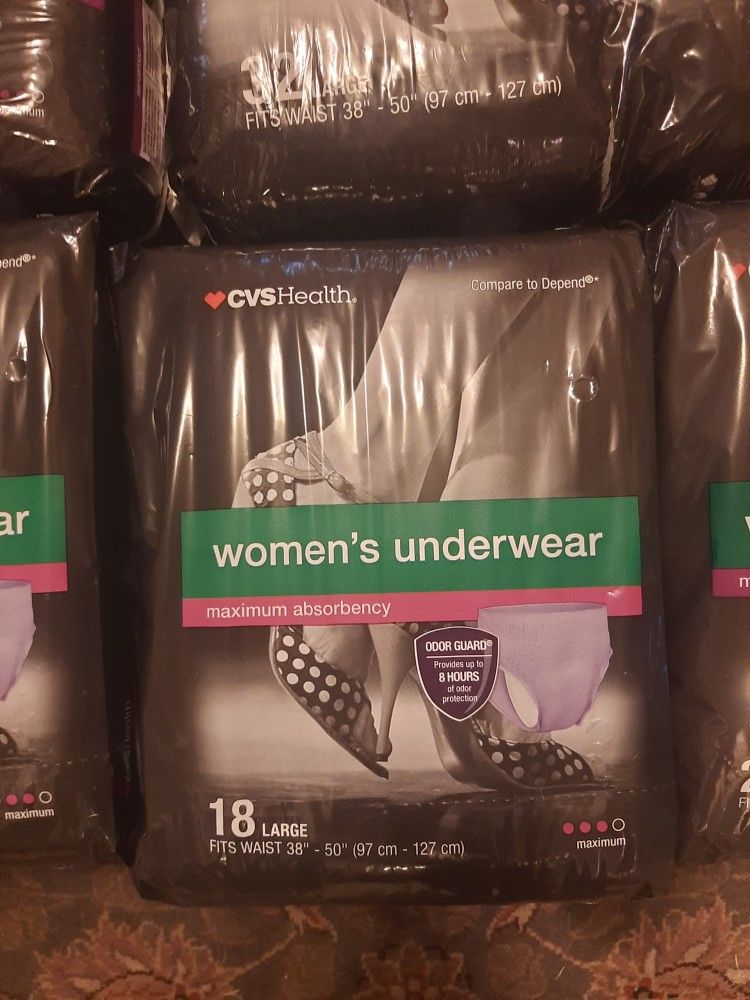 32 LARGE
FITS WAIST 38" - 50" (97 cm - 127 cm)
CVSHealth®
Compare to Depend®*
women's underwear
maximum absorbency
ODOR GUARD®
Provides up to
8 HOURS
of odor
protection
18 LARGE
FITS WAIST 38" - 50" (97 cm - 127 cm)
maximum
end®*
ar
maximum
m